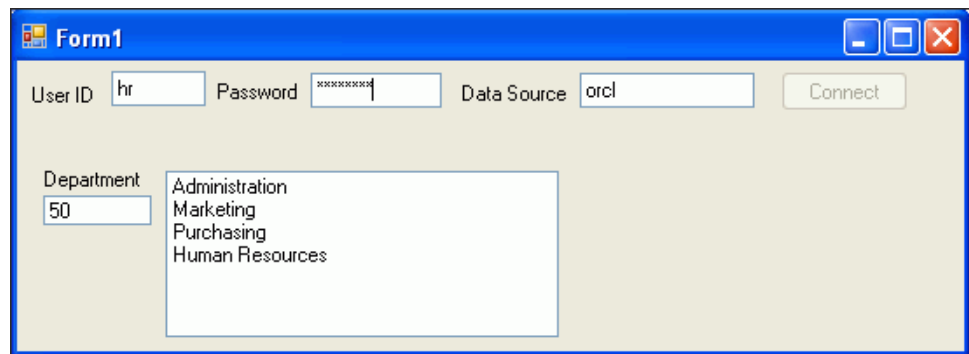 Form1
User ID hr Password ******** Data Source orcl Connect
Department
50
Administration
Marketing
Purchasing
Human Resources